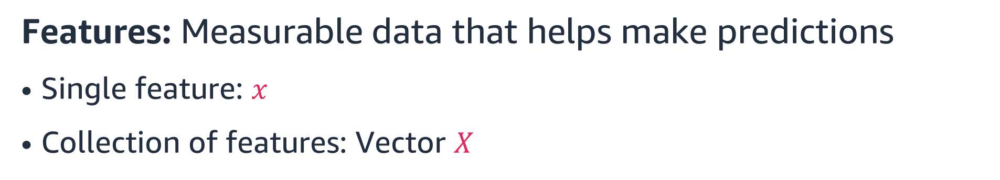 Features: Measurable data that helps make predictions
• Single feature: x
• Collection of features: Vector X